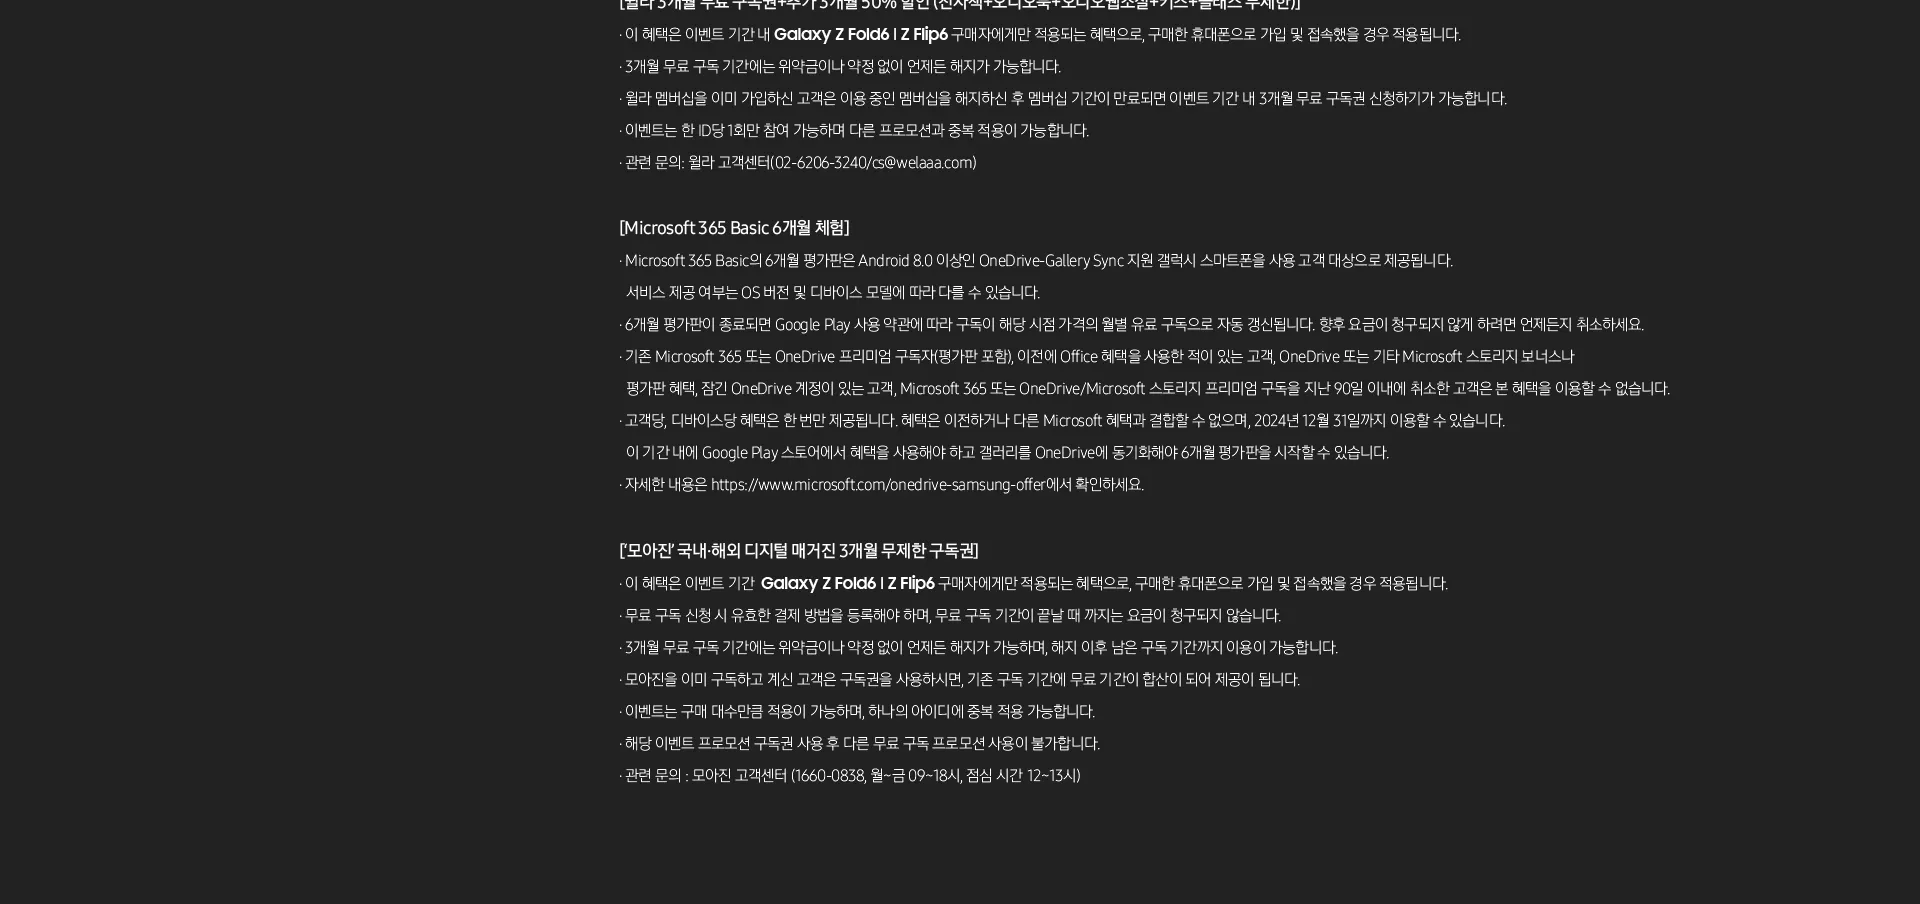 [윌라 3개월 무료 구독권+추가 3개월 50% 할인 (전자책+오디오북+오디오웹소설+키즈+클래스 무제한)]
· 이 혜택은 이벤트 기간 내 Galaxy Z Fold6 | Z Flip6 구매자에게만 적용되는 혜택으로, 구매한 휴대폰으로 가입 및 접속했을 경우 적용됩니다.
· 3개월 무료 구독 기간에는 위약금이나 약정 없이 언제든 해지가 가능합니다.
· 윌라 멤버십을 이미 가입하신 고객은 이용 중인 멤버십을 해지하신 후 멤버십 기간이 만료되면 이벤트 기간 내 3개월 무료 구독권 신청하기가 가능합니다.
· 이벤트는 한 ID당 1회만 참여 가능하며 다른 프로모션과 중복 적용이 가능합니다.
· 관련 문의: 윌라 고객센터(02-6206-3240/cs@welaaa.com)
[Microsoft 365 Basic 6개월 체험]
· Microsoft 365 Basic의 6개월 평가판은 Android 8.0 이상인 OneDrive-Gallery Sync 지원 갤럭시 스마트폰을 사용 고객 대상으로 제공됩니다.
서비스 제공 여부는 OS 버전 및 디바이스 모델에 따라 다를 수 있습니다.
· 6개월 평가판이 종료되면 Google Play 사용 약관에 따라 구독이 해당 시점 가격의 월별 유료 구독으로 자동 갱신됩니다. 향후 요금이 청구되지 않게 하려면 언제든지 취소하세요.
· 기존 Microsoft 365 또는 OneDrive 프리미엄 구독자(평가판 포함), 이전에 Office 혜택을 사용한 적이 있는 고객, OneDrive 또는 기타 Microsoft 스토리지 보너스나
평가판 혜택, 잠긴 OneDrive 계정이 있는 고객, Microsoft 365 또는 OneDrive/Microsoft 스토리지 프리미엄 구독을 지난 90일 이내에 취소한 고객은 본 혜택을 이용할 수 없습니다.
· 고객당, 디바이스당 혜택은 한 번만 제공됩니다. 혜택은 이전하거나 다른 Microsoft 혜택과 결합할 수 없으며, 2024년 12월 31일까지 이용할 수 있습니다.
이 기간 내에 Google Play 스토어에서 혜택을 사용해야 하고 갤러리를 OneDrive에 동기화해야 6개월 평가판을 시작할 수 있습니다.
· 자세한 내용은 https://www.microsoft.com/onedrive-samsung-offer에서 확인하세요.
['모아진' 국내·해외 디지털 매거진 3개월 무제한 구독권]
· 이 혜택은 이벤트 기간 Galaxy Z Fold6 | Z Flip6 구매자에게만 적용되는 혜택으로, 구매한 휴대폰으로 가입 및 접속했을 경우 적용됩니다.
· 무료 구독 신청 시 유효한 결제 방법을 등록해야 하며, 무료 구독 기간이 끝날 때 까지는 요금이 청구되지 않습니다.
· 3개월 무료 구독 기간에는 위약금이나 약정 없이 언제든 해지가 가능하며, 해지 이후 남은 구독 기간까지 이용이 가능합니다.
· 모아진을 이미 구독하고 계신 고객은 구독권을 사용하시면, 기존 구독 기간에 무료 기간이 합산이 되어 제공이 됩니다.
· 이벤트는 구매 대수만큼 적용이 가능하며, 하나의 아이디에 중복 적용 가능합니다.
· 해당 이벤트 프로모션 구독권 사용 후 다른 무료 구독 프로모션 사용이 불가합니다.
· 관련 문의 : 모아진 고객센터 (1660-0838, 월~금 09~18시, 점심 시간 12~13시)